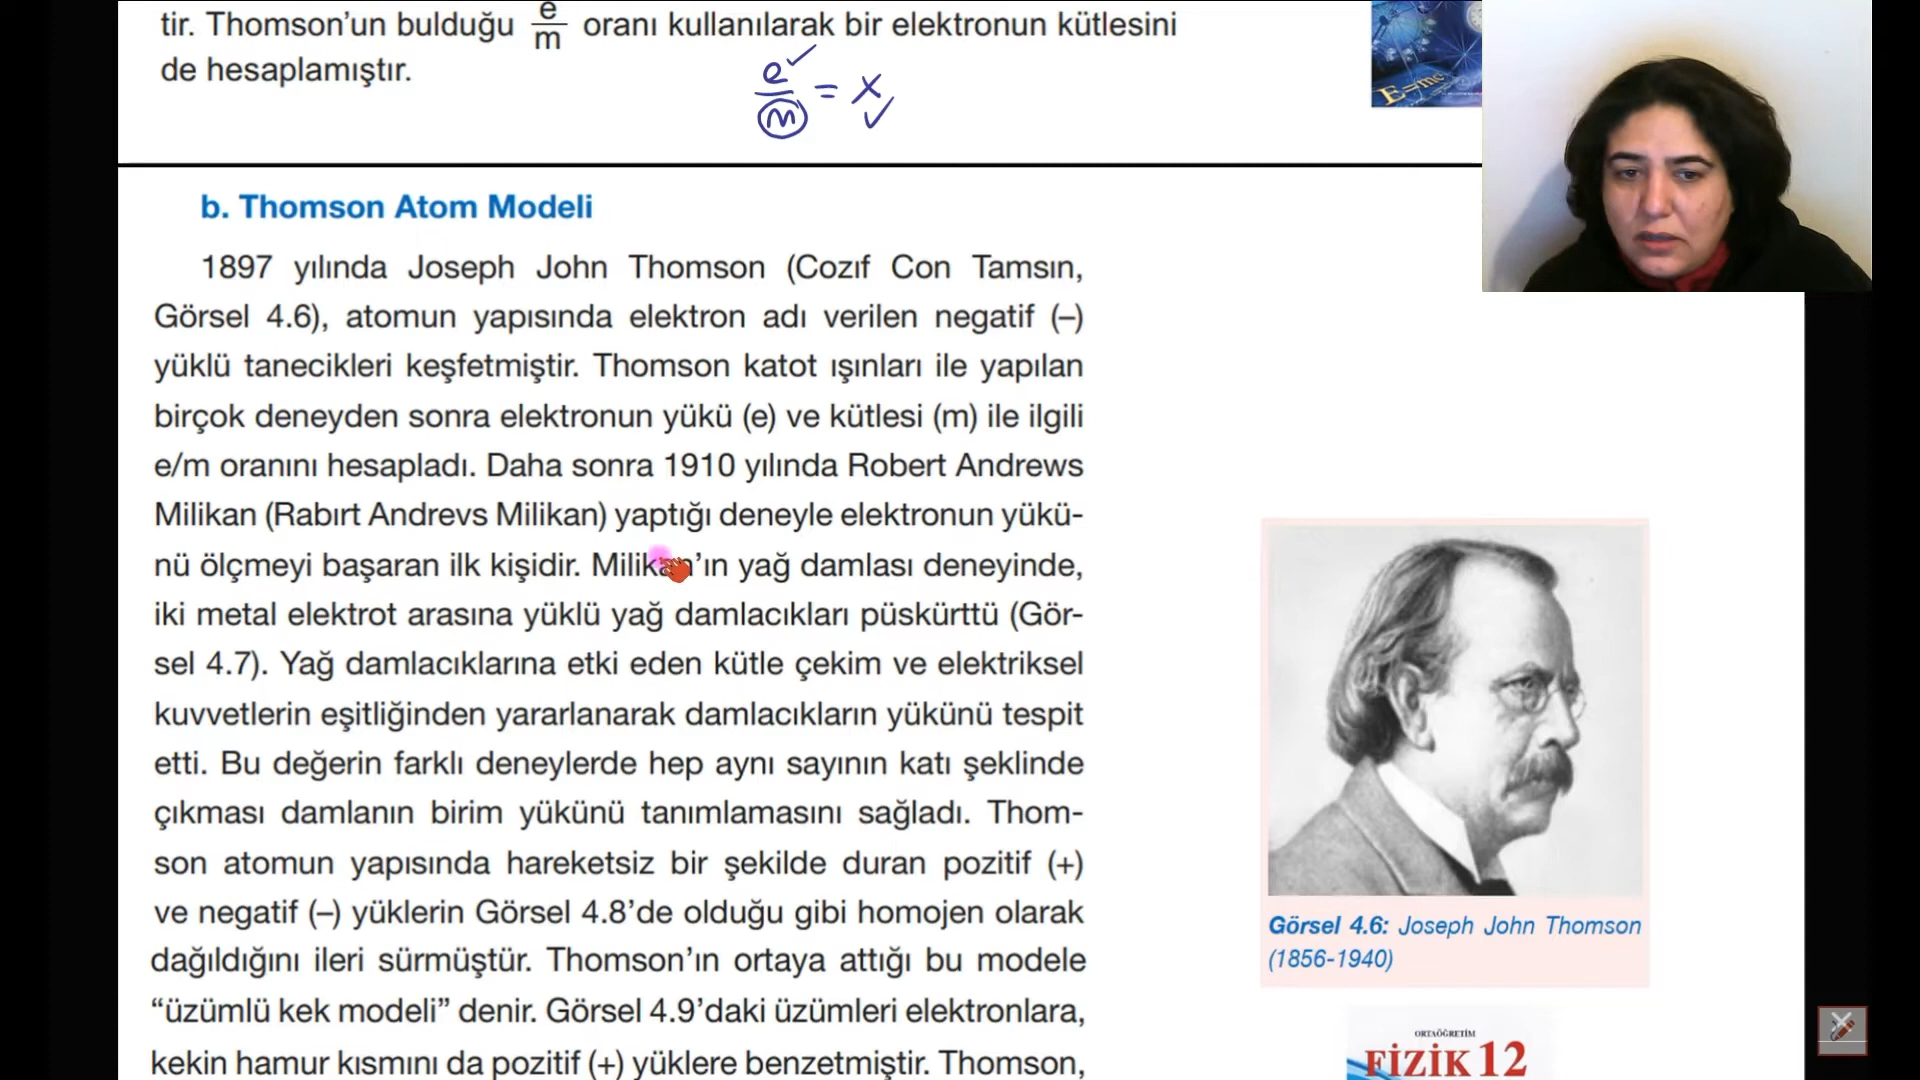 tir. Thomson’un bulduğu e/m oranı kullanılarak bir elektronun kütlesini
de hesaplamıştır.
e/m = x
E=mc
b. Thomson Atom Modeli
1897 yılında Joseph John Thomson (Cozıf Con Tamsın,
Görsel 4.6), atomun yapısında elektron adı verilen negatif (–)
yüklü tanecikleri keşfetmiştir. Thomson katot ışınları ile yapılan
birçok deneyden sonra elektronun yükü (e) ve kütlesi (m) ile ilgili
e/m oranını hesapladı. Daha sonra 1910 yılında Robert Andrews
Milikan (Rabırt Andrevs Milikan) yaptığı deneyle elektronun yükü-
nü ölçmeyi başaran ilk kişidir. Milikan’ın yağ damlası deneyinde,
iki metal elektrot arasına yüklü yağ damlacıkları püskürttü (Gör-
sel 4.7). Yağ damlacıklarına etki eden kütle çekim ve elektriksel
kuvvetlerin eşitliğinden yararlanarak damlacıkların yükünü tespit
etti. Bu değerin farklı deneylerde hep aynı sayının katı şeklinde
çıkması damlanın birim yükünü tanımlamasını sağladı. Thom-
son atomun yapısında hareketsiz bir şekilde duran pozitif (+)
ve negatif (–) yüklerin Görsel 4.8’de olduğu gibi homojen olarak
dağıldığını ileri sürmüştür. Thomson’ın ortaya attığı bu modele
“üzümlü kek modeli” denir. Görsel 4.9’daki üzümleri elektronlara,
kekin hamur kısmını da pozitif (+) yüklere benzetmiştir. Thomson,
Görsel 4.6: Joseph John Thomson
(1856-1940)
ORTAÖĞRETİM
FİZİK 12